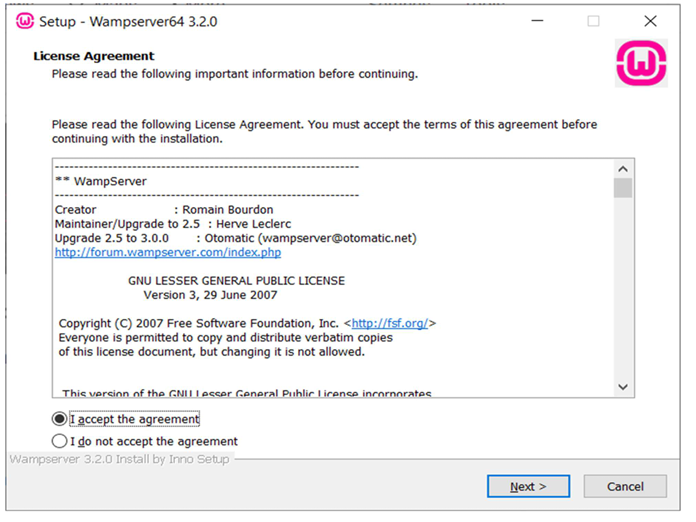 Setup - Wampserver64 3.2.0
License Agreement
Please read the following important information before continuing.
Please read the following License Agreement. You must accept the terms of this agreement before
continuing with the installation.
------------------------------------------------------------
** WampServer
------------------------------------------------------------
Creator : Romain Bourdon
Maintainer/Upgrade to 2.5 : Herve Leclerc
Upgrade 2.5 to 3.0.0 : Otomatic (wampserver@otomatic.net)
http://forum.wampserver.com/index.php
GNU LESSER GENERAL PUBLIC LICENSE
Version 3, 29 June 2007
Copyright (C) 2007 Free Software Foundation, Inc. <http://fsf.org/>
Everyone is permitted to copy and distribute verbatim copies
of this license document, but changing it is not allowed.
This version of the GNU Lesser General Public License incorporates
I accept the agreement
I do not accept the agreement
Wampserver 3.2.0 Install by Inno Setup
Next >
Cancel